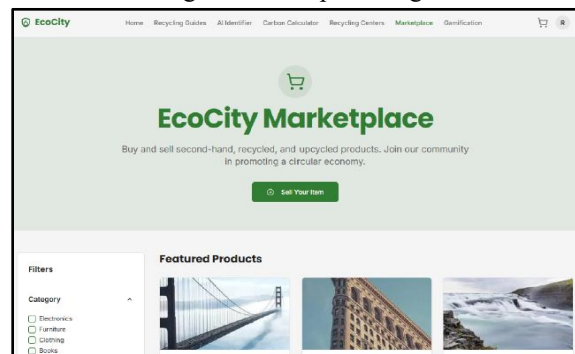 EcoCity Home Recycling Guides AI Identifier Carbon Calculator Recycling Centers Marketplace Gamification R
EcoCity Marketplace
Buy and sell second-hand, recycled, and upcycled products. Join our community
in promoting a circular economy.
Sell Your Item
Featured Products
Filters
Category
Electronics
Furniture
Clothing
Books